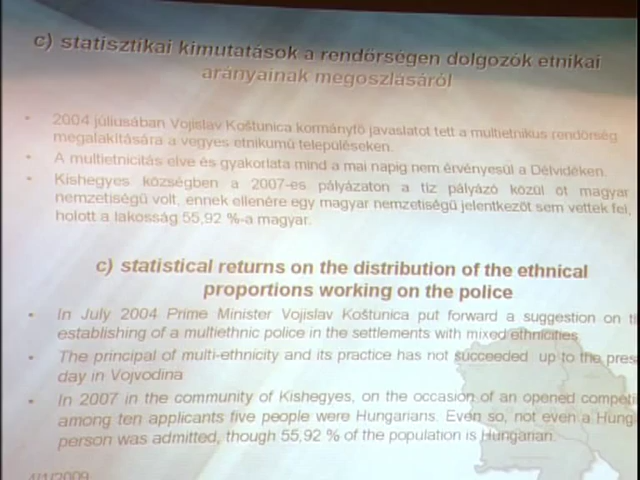 c) statisztikai kimutatások a rendőrségen dolgozók etnikai
arányainak megoszlásáról
• 2004 júliusában Vojislav Koštunica kormányfő javaslatot tett a multietnikus rendőrség
megalakítására a vegyes etnikumú településeken.
• A multietnicitás elve és gyakorlata mind a mai napig nem érvényesül a Délvidéken.
• Kishegyes községben a 2007-es pályázaton a tíz pályázó közül öt magyar
nemzetiségű volt, ennek ellenére egy magyar nemzetiségű jelentkezőt sem vettek fel,
holott a lakosság 55,92 %-a magyar.
c) statistical returns on the distribution of the ethnical
proportions working on the police
• In July 2004 Prime Minister Vojislav Koštunica put forward a suggestion on
establishing of a multiethnic police in the settlements with mixed ethnicities
• The principal of multi-ethnicity and its practice has not succeeded up to the pres
day in Vojvodina
• In 2007 in the community of Kishegyes, on the occasion of an opened competi
among ten applicants five people were Hungarians. Even so, not even a Hung
person was admitted, though 55,92 % of the population is Hungarian.
4/1/2009